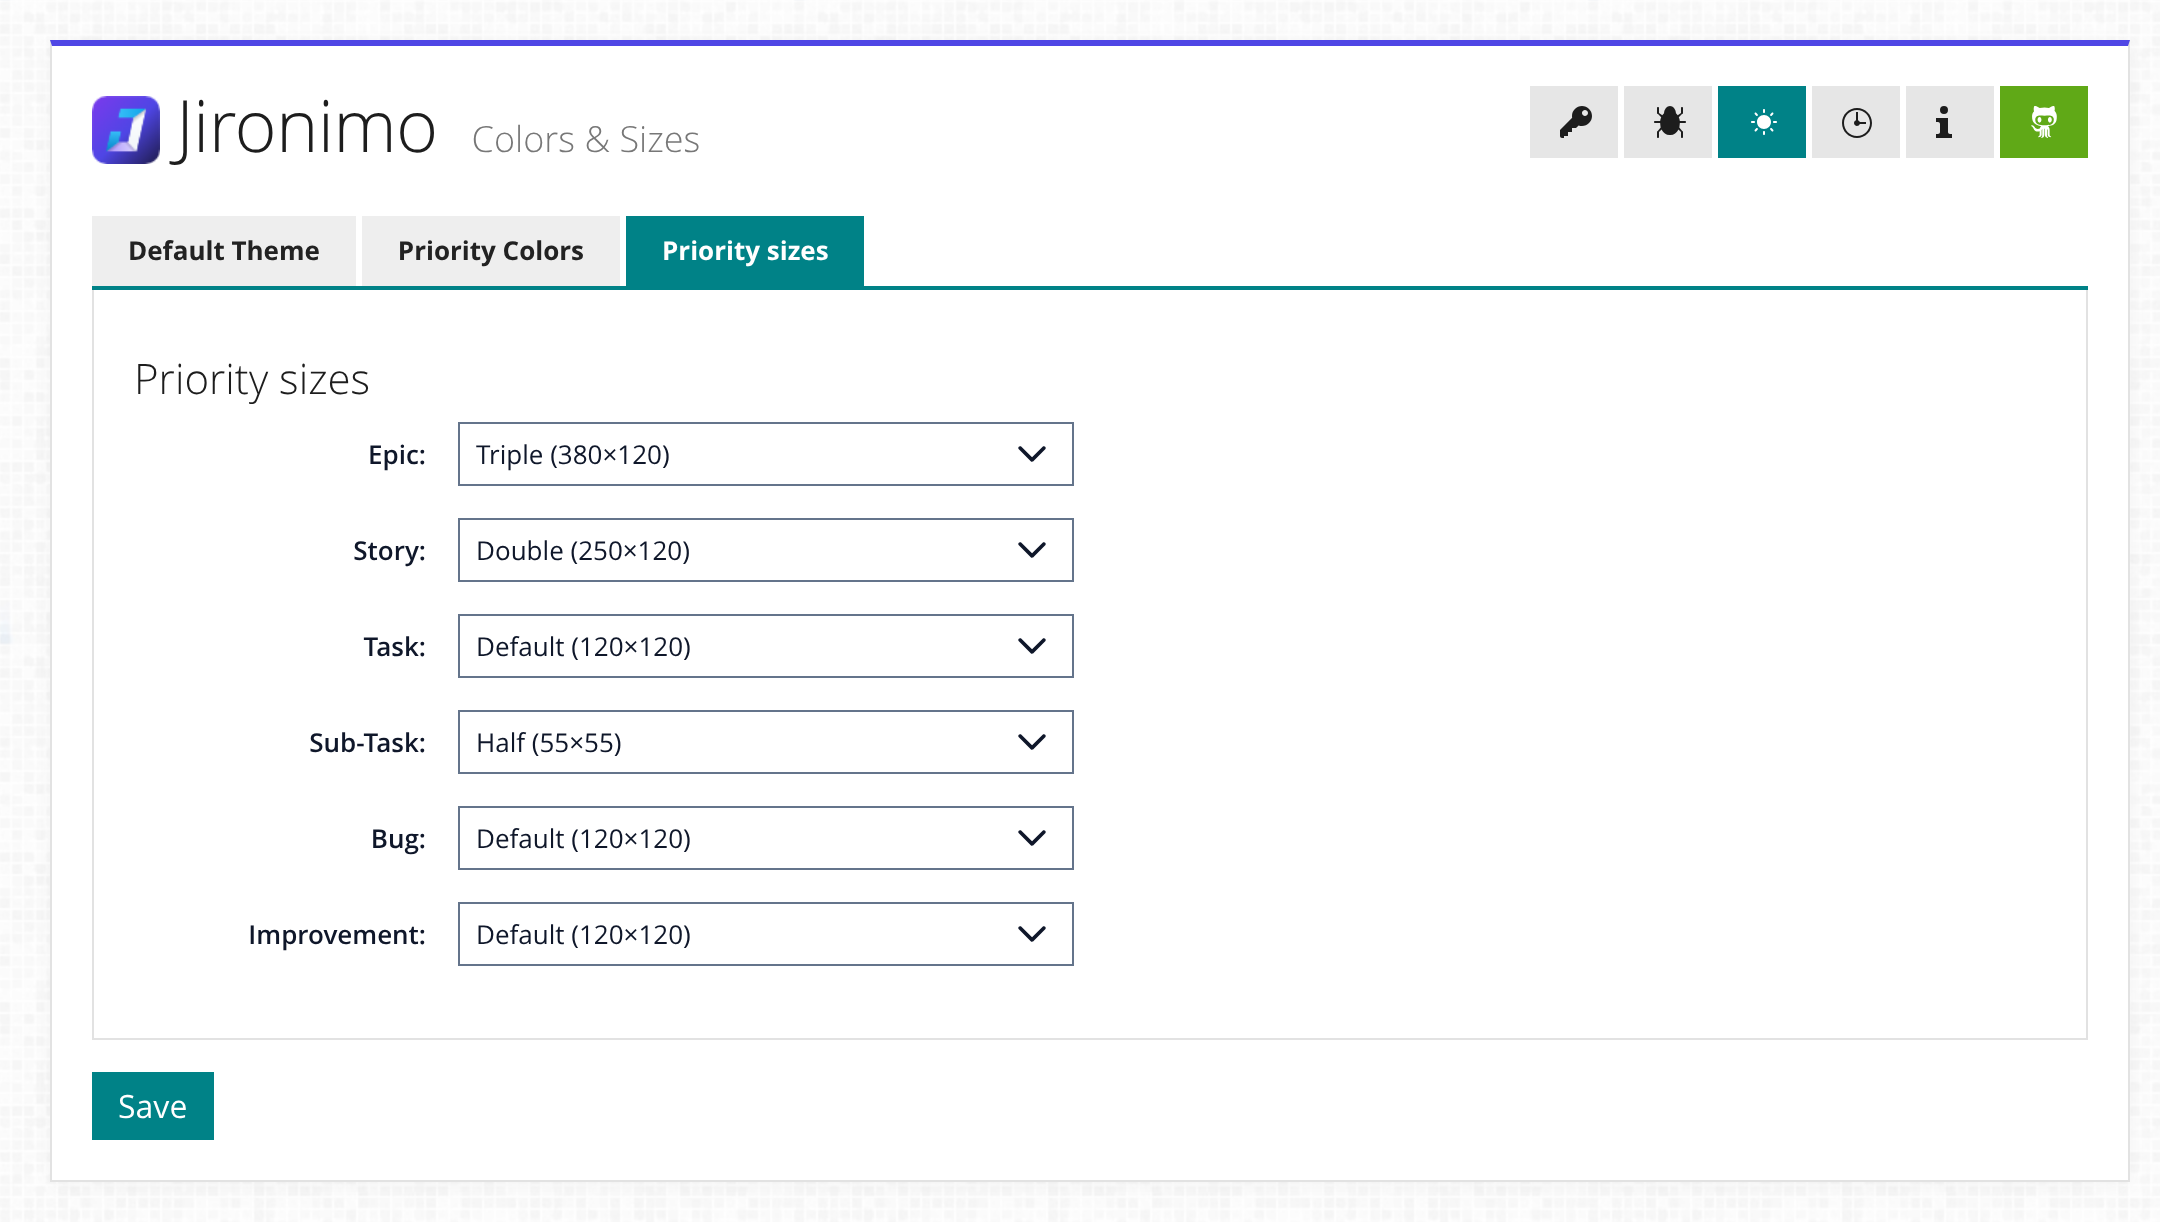 Jironimo Colors & Sizes
Default Theme Priority Colors Priority sizes
Priority sizes
Epic: Triple (380×120)
Story: Double (250×120)
Task: Default (120×120)
Sub-Task: Half (55×55)
Bug: Default (120×120)
Improvement: Default (120×120)
Save